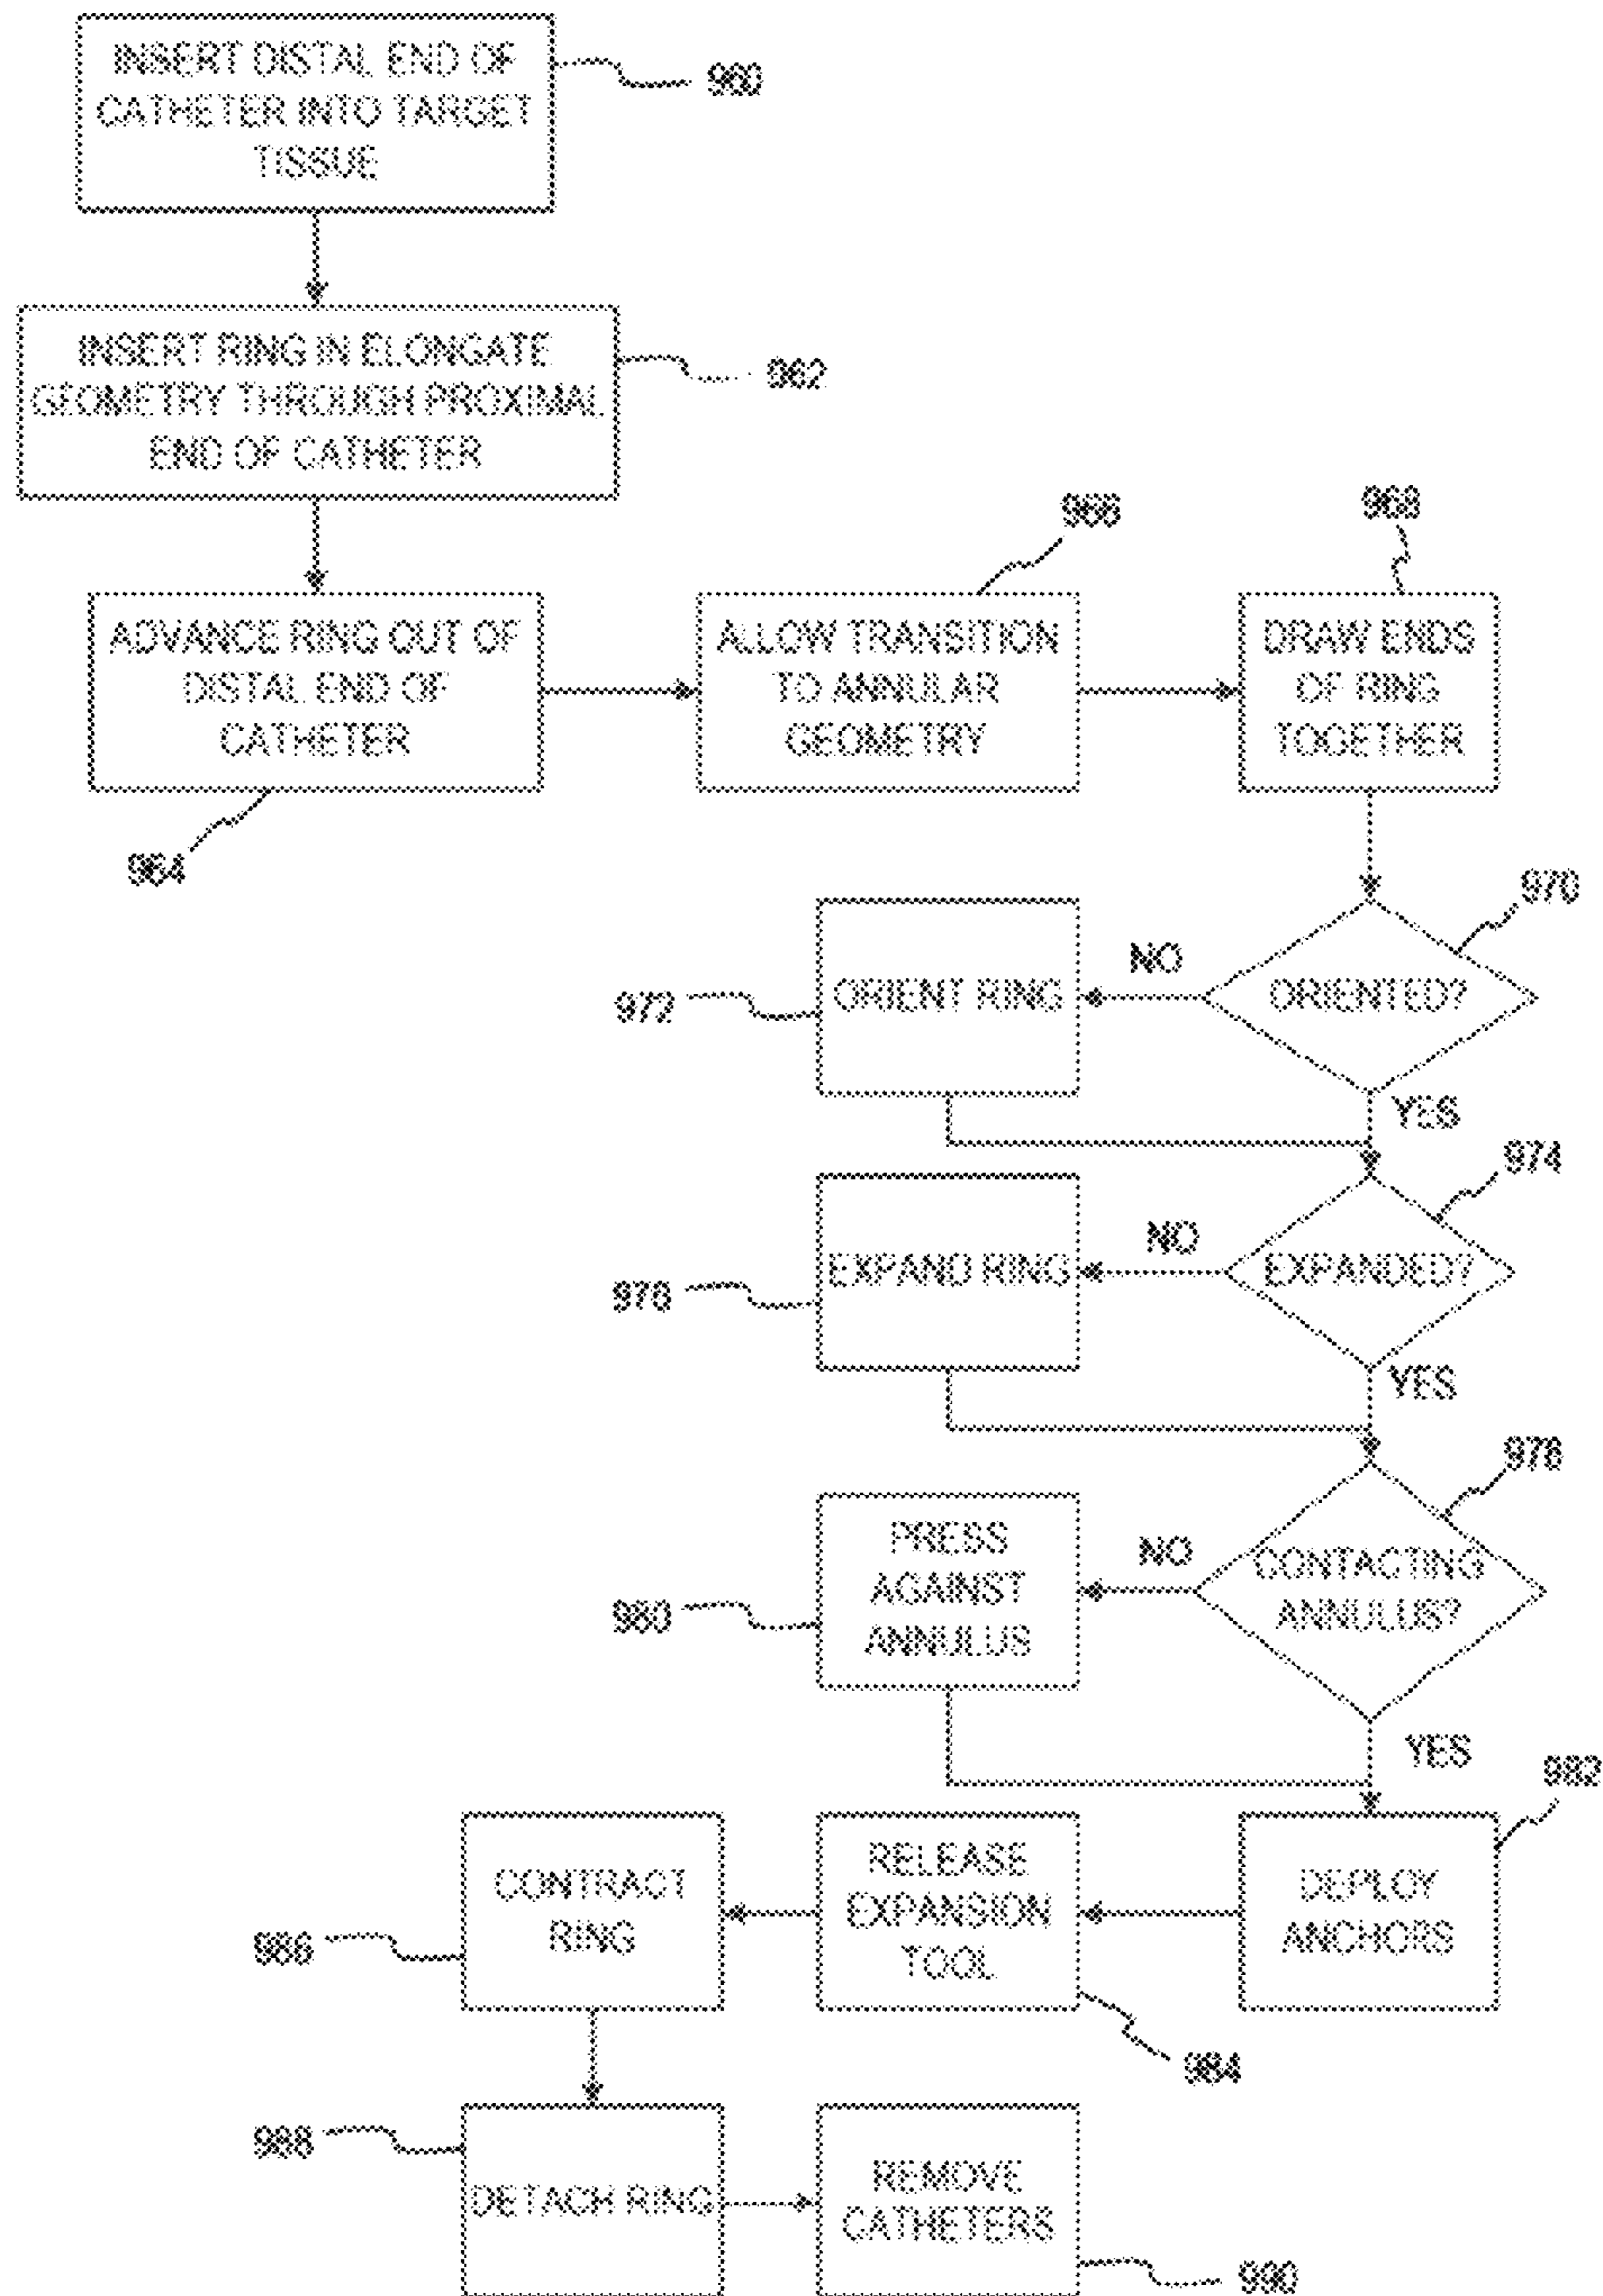 INSERT DISTAL END OF
CATHETER INTO TARGET
TISSUE
960
INSERT RING IN ELONGATE
GEOMETRY THROUGH PROXIMAL
END OF CATHETER
962
ADVANCE RING OUT OF
DISTAL END OF
CATHETER
964
ALLOW TRANSITION
TO ANNULAR
GEOMETRY
966
DRAW ENDS
OF RING
TOGETHER
968
ORIENTED?
970
NO
YES
ORIENT RING
972
EXPANDED?
974
NO
YES
EXPAND RING
976
CONTACTING
ANNULUS?
978
NO
YES
PRESS
AGAINST
ANNULUS
980
DEPLOY
ANCHORS
982
RELEASE
EXPANSION
TOOL
984
CONTRACT
RING
986
DETACH RING
988
REMOVE
CATHETERS
990